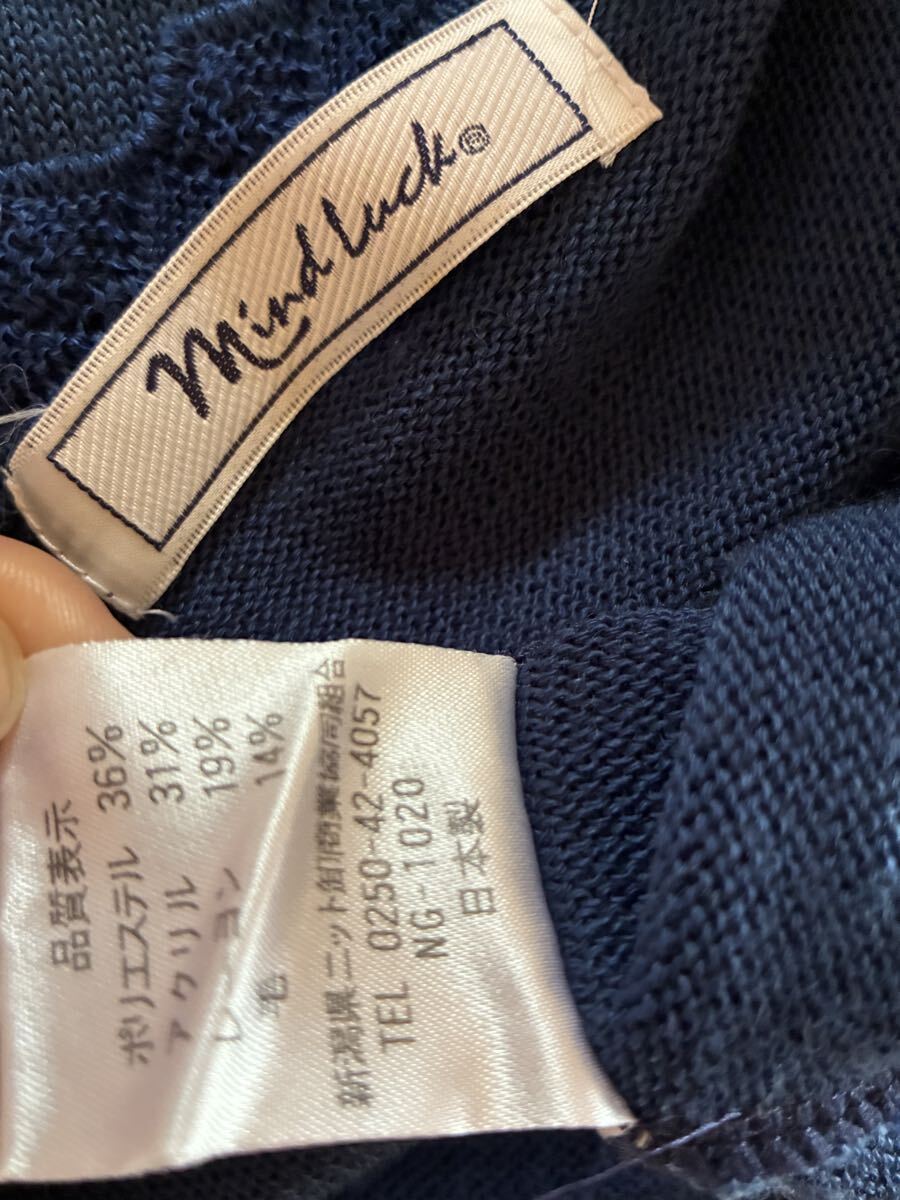 mind luck
品質表示
ポリエステル 36%
アクリル 31%
レーヨン 19%
毛 14%
新潟県ニット卸商業協同組合
TEL 0250-42-4057
NG-1020
日本製